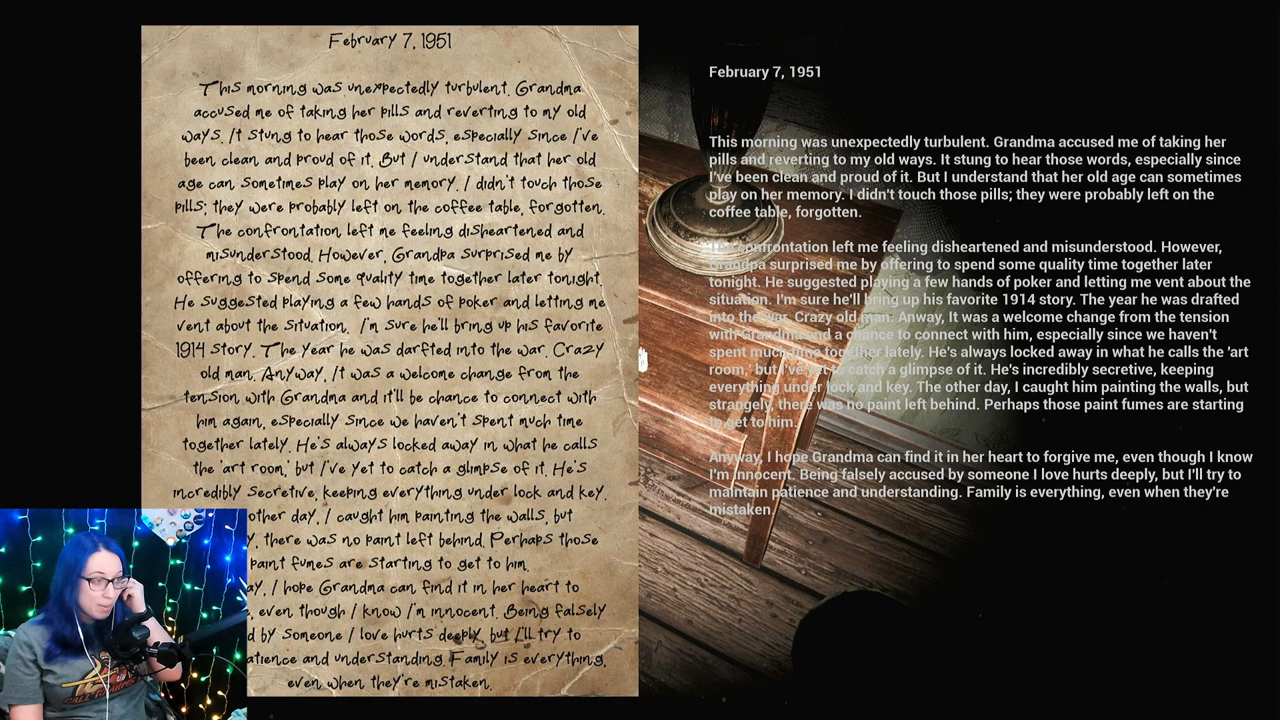 February 7, 1951
This morning was unexpectedly turbulent. Grandma
accused me of taking her pills and reverting to my old
ways. It stung to hear those words, especially since I've
been clean and proud of it. But I understand that her old
age can sometimes play on her memory. I didn't touch those
pills; they were probably left on the coffee table, forgotten.
The confrontation left me feeling disheartened and
misunderstood. However, Grandpa surprised me by
offering to spend some quality time together later tonight.
He suggested playing a few hands of poker and letting me
vent about the situation. I'm sure he'll bring up his favorite
1914 story. The year he was darfted into the war. Crazy
old man. Anyway, It was a welcome change from the
tension with Grandma and it'll be chance to connect with
him again, especially since we haven't spent much time
together lately. He's always locked away in what he calls
the 'art room,' but I've yet to catch a glimpse of it. He's
incredibly secretive, keeping everything under lock and key.
other day, I caught him painting the walls, but
y, there was no paint left behind. Perhaps those
paint fumes are starting to get to him.
ay, I hope Grandma can find it in her heart to
, even though I know I'm innocent. Being falsely
d by someone I love hurts deeply, but I'll try to
atience and understanding. Family is everything,
even when they're mistaken.
February 7, 1951
This morning was unexpectedly turbulent. Grandma accused me of taking her
pills and reverting to my old ways. It stung to hear those words, especially since
I've been clean and proud of it. But I understand that her old age can sometimes
play on her memory. I didn't touch those pills; they were probably left on the
coffee table, forgotten.
The confrontation left me feeling disheartened and misunderstood. However,
Grandpa surprised me by offering to spend some quality time together later
tonight. He suggested playing a few hands of poker and letting me vent about the
situation. I'm sure he'll bring up his favorite 1914 story. The year he was drafted
into the war. Crazy old man. Anway, It was a welcome change from the tension
with Grandma and a chance to connect with him, especially since we haven't
spent much time together lately. He's always locked away in what he calls the 'art
room,' but I've yet to catch a glimpse of it. He's incredibly secretive, keeping
everything under lock and key. The other day, I caught him painting the walls, but
strangely, there was no paint left behind. Perhaps those paint fumes are starting
to get to him.
Anyway, I hope Grandma can find it in her heart to forgive me, even though I know
I'm innocent. Being falsely accused by someone I love hurts deeply, but I'll try to
maintain patience and understanding. Family is everything, even when they're
mistaken.